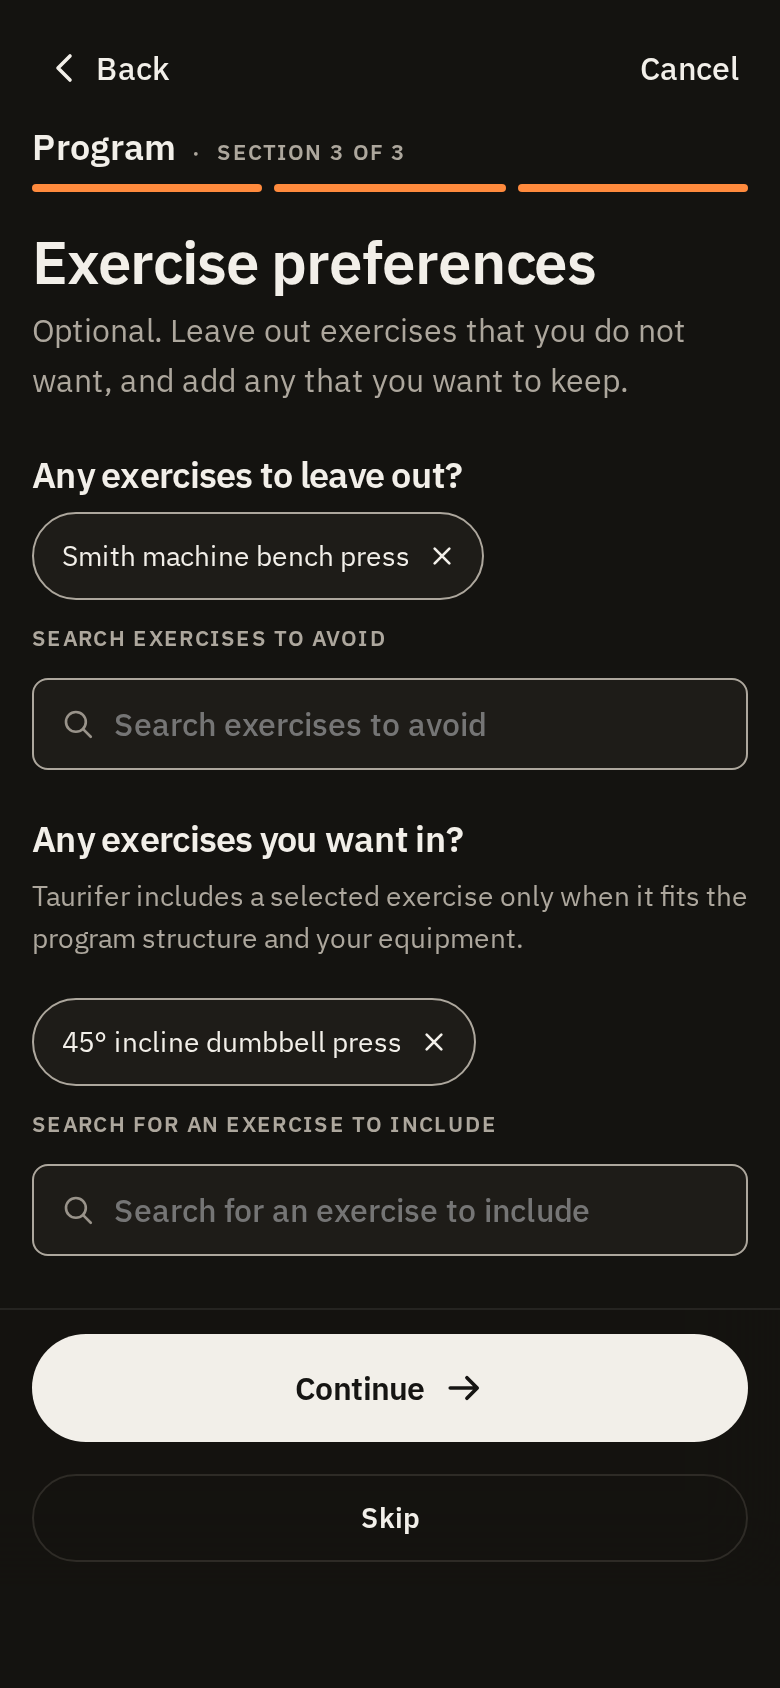 Back
Cancel
Program · SECTION 3 OF 3
Exercise preferences
Optional. Leave out exercises that you do not
want, and add any that you want to keep.
Any exercises to leave out?
Smith machine bench press
SEARCH EXERCISES TO AVOID
Search exercises to avoid
Any exercises you want in?
Taurifer includes a selected exercise only when it fits the
program structure and your equipment.
45° incline dumbbell press
SEARCH FOR AN EXERCISE TO INCLUDE
Search for an exercise to include
Continue
Skip